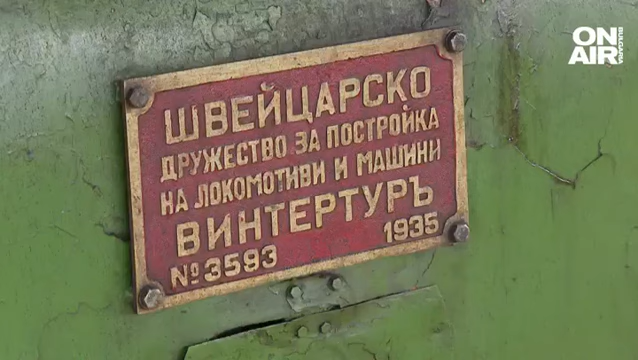 ШВЕЙЦАРСКО
ДРУЖЕСТВО ЗА ПОСТРОЙКА
НА ЛОКОМОТИВИ И МАШИНИ
ВИНТЕРТУРЪ
№3593 1935
ON
AIR
BULGARIA